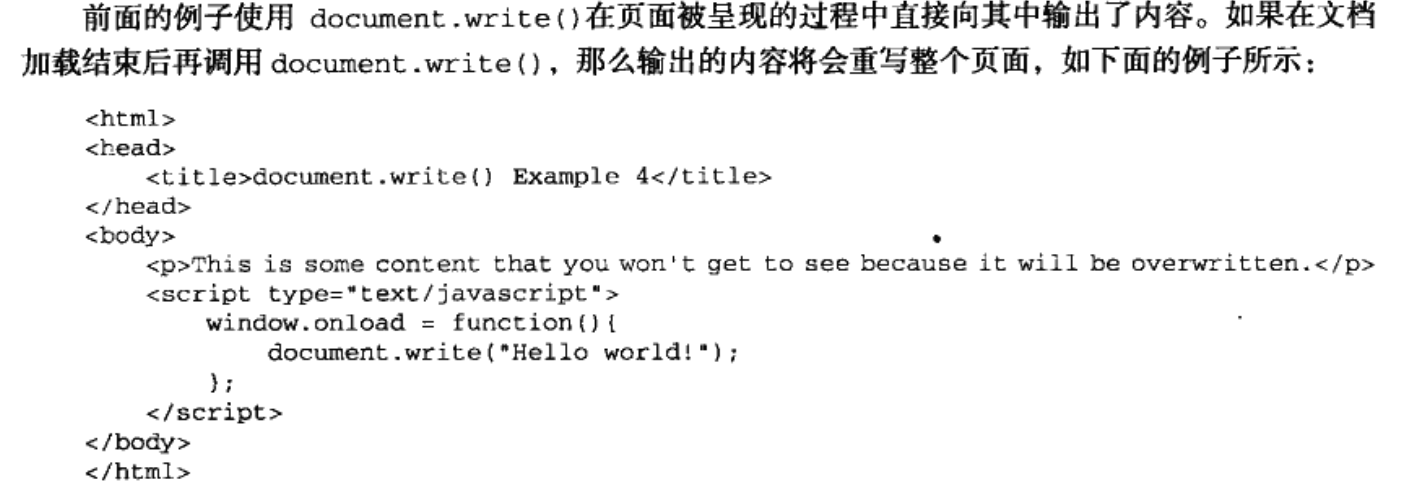 前面的例子使用 document.write()在页面被呈现的过程中直接向其中输出了内容。如果在文档
加载结束后再调用 document.write()，那么输出的内容将会重写整个页面，如下面的例子所示：
<html>
<head>
    <title>document.write() Example 4</title>
</head>
<body>
    <p>This is some content that you won't get to see because it will be overwritten.</p>
    <script type="text/javascript">
        window.onload = function(){
            document.write("Hello world!");
        };
    </script>
</body>
</html>